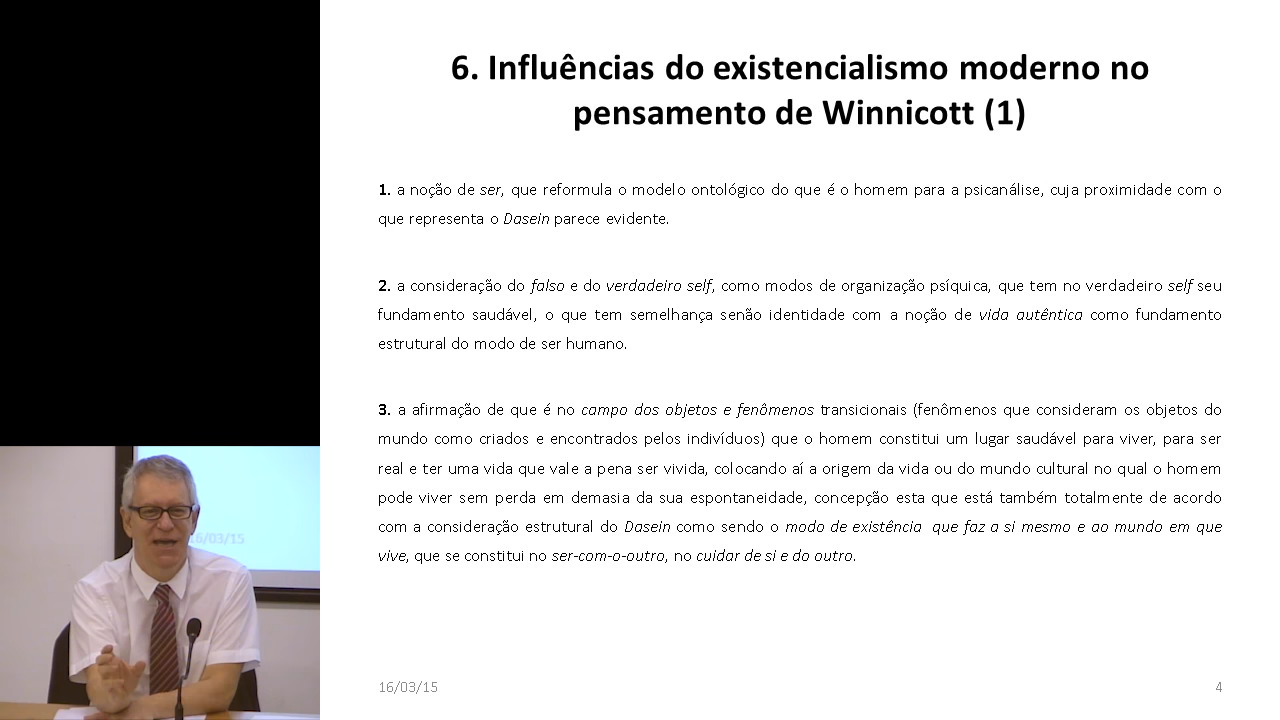 6. Influências do existencialismo moderno no
pensamento de Winnicott (1)
1. a noção de ser, que reformula o modelo ontológico do que é o homem para a psicanálise, cuja proximidade com o
que representa o Dasein parece evidente.
2. a consideração do falso e do verdadeiro self, como modos de organização psíquica, que tem no verdadeiro self seu
fundamento saudável, o que tem semelhança senão identidade com a noção de vida autêntica como fundamento
estrutural do modo de ser humano.
3. a afirmação de que é no campo dos objetos e fenômenos transicionais (fenômenos que consideram os objetos do
mundo como criados e encontrados pelos indivíduos) que o homem constitui um lugar saudável para viver, para ser
real e ter uma vida que vale a pena ser vivida, colocando aí a origem da vida ou do mundo cultural no qual o homem
pode viver sem perda em demasia da sua espontaneidade, concepção esta que está também totalmente de acordo
com a consideração estrutural do Dasein como sendo o modo de existência que faz a si mesmo e ao mundo em que
vive, que se constitui no ser-com-o-outro, no cuidar de si e do outro.
16/03/15
16/03/15
4